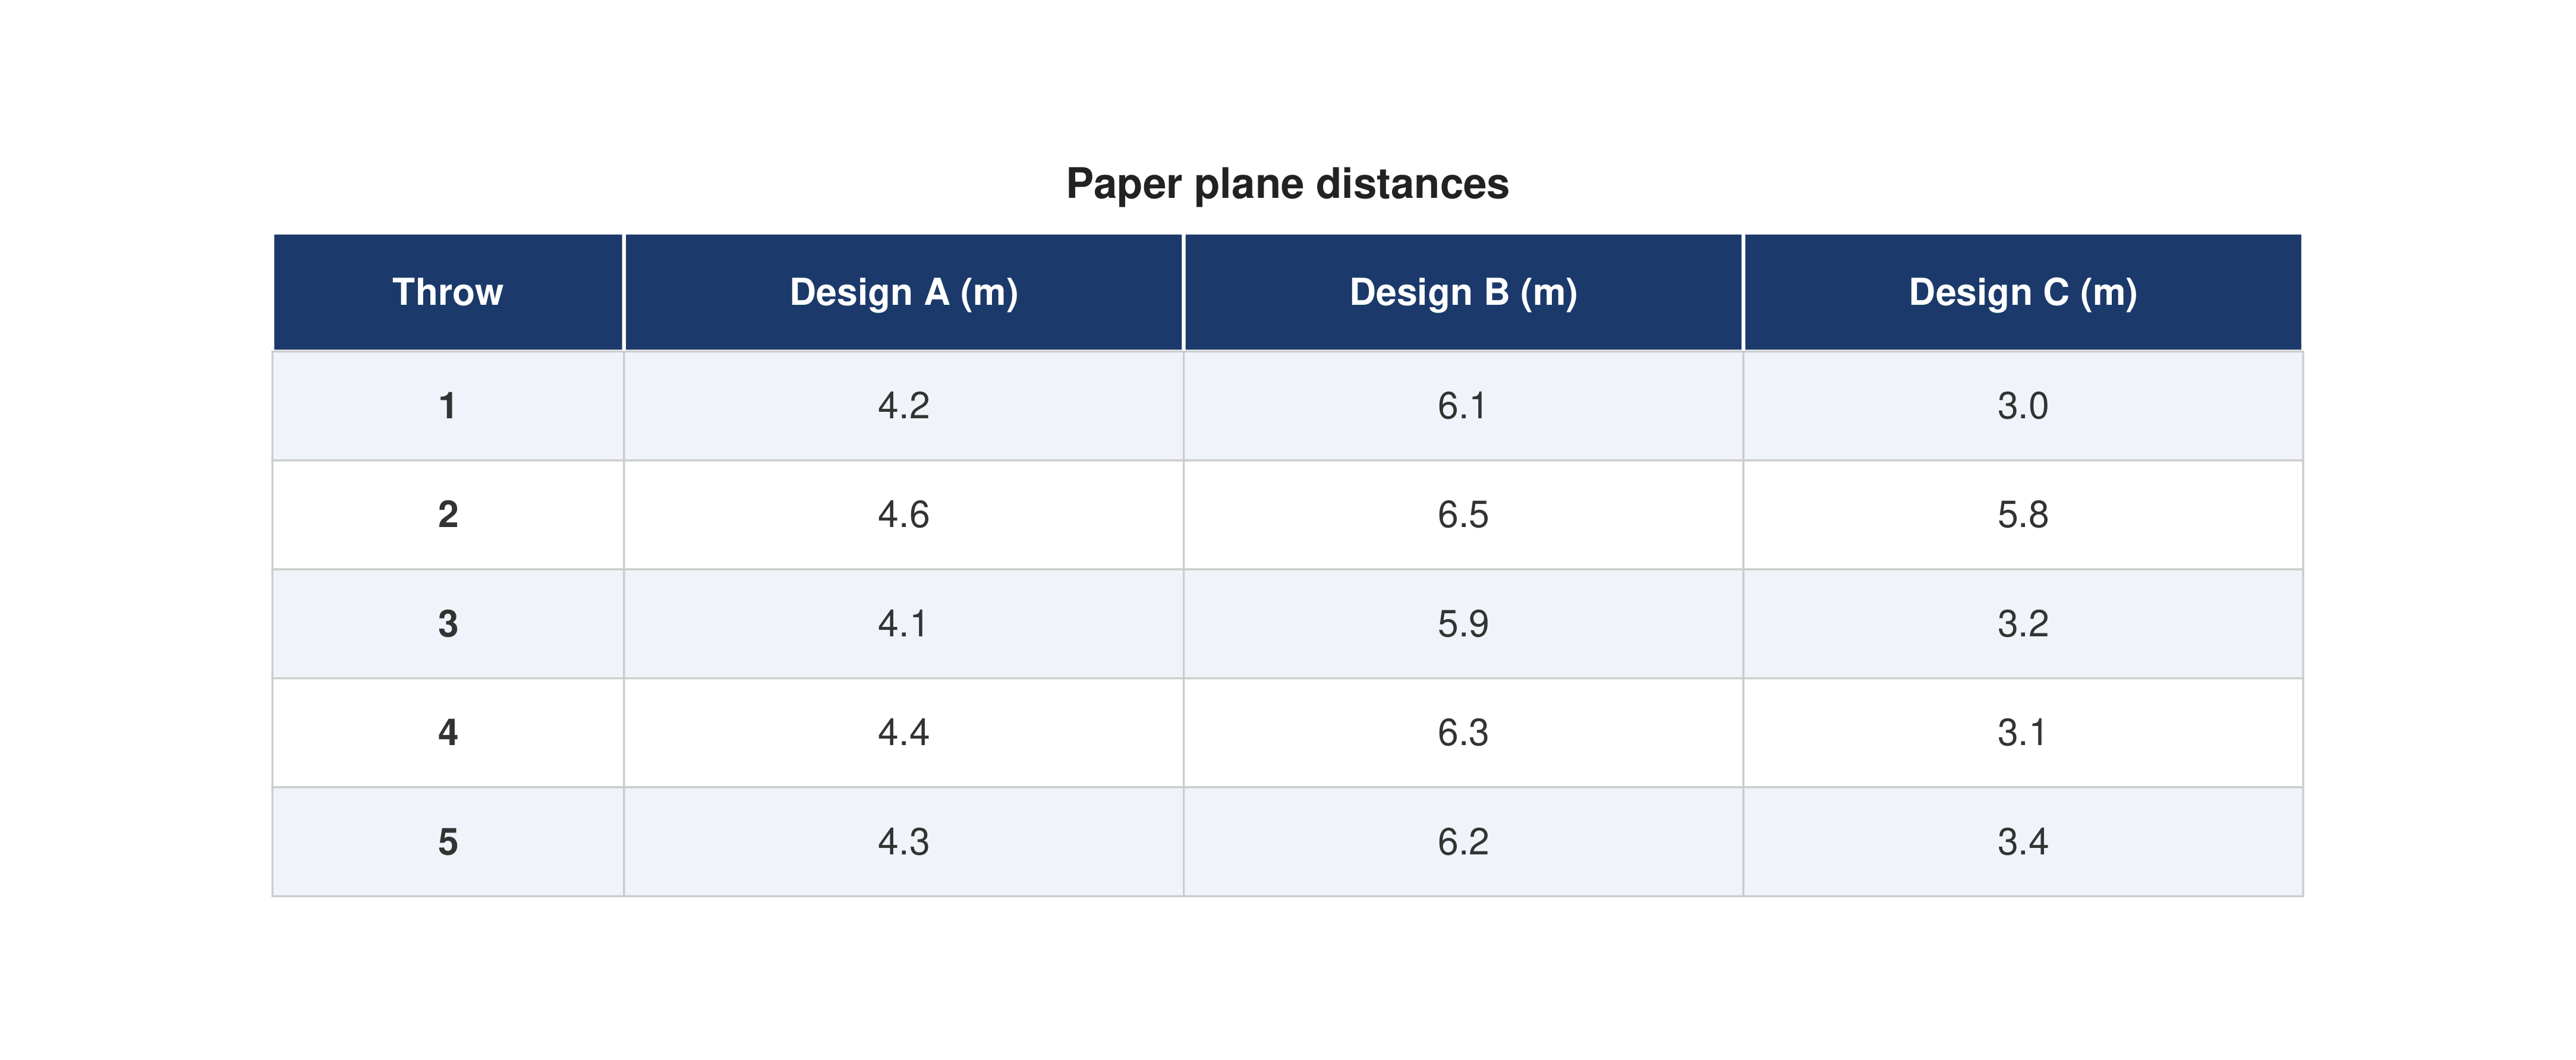 Paper plane distances
Throw Design A (m) Design B (m) Design C (m)
1 4.2 6.1 3.0
2 4.6 6.5 5.8
3 4.1 5.9 3.2
4 4.4 6.3 3.1
5 4.3 6.2 3.4